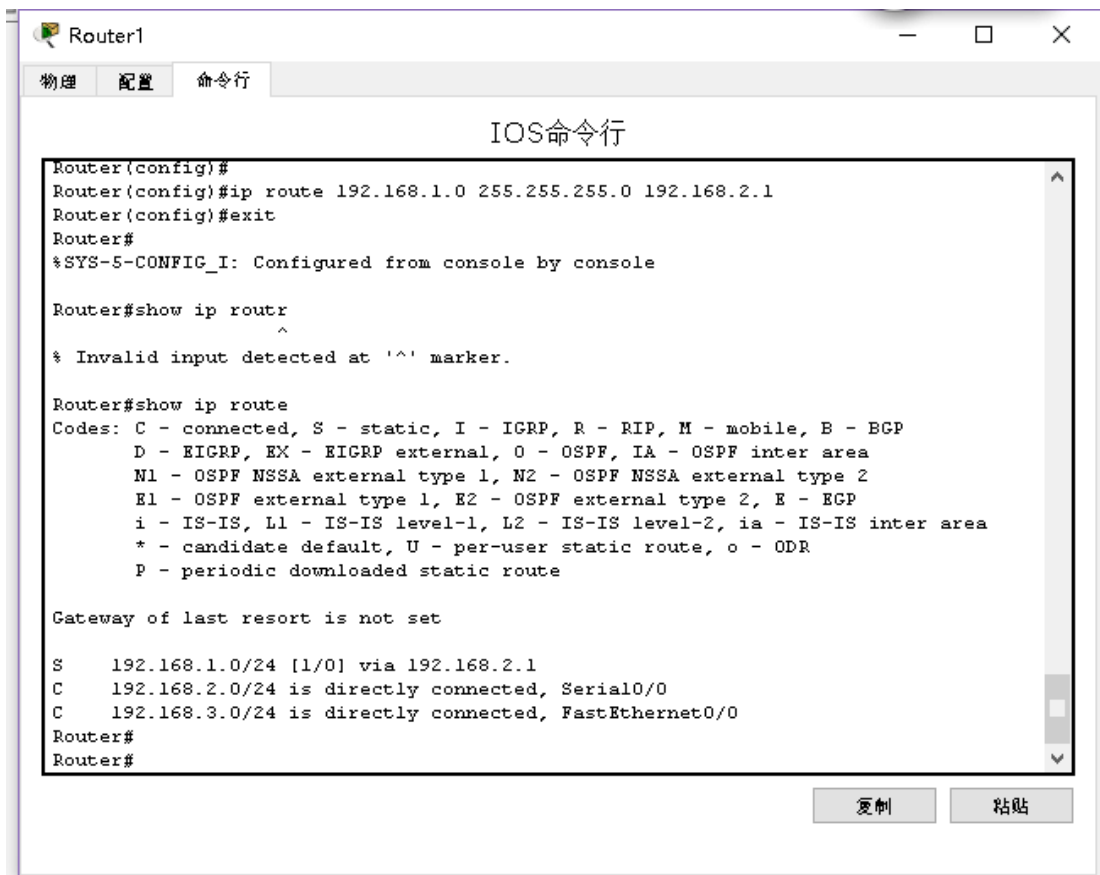 Router1
物理 配置 命令行
IOS命令行
Router(config)#
Router(config)#ip route 192.168.1.0 255.255.255.0 192.168.2.1
Router(config)#exit
Router#
%SYS-5-CONFIG_I: Configured from console by console
Router#show ip routr
^
% Invalid input detected at '^' marker.
Router#show ip route
Codes: C - connected, S - static, I - IGRP, R - RIP, M - mobile, B - BGP
D - EIGRP, EX - EIGRP external, O - OSPF, IA - OSPF inter area
N1 - OSPF NSSA external type 1, N2 - OSPF NSSA external type 2
E1 - OSPF external type 1, E2 - OSPF external type 2, E - EGP
i - IS-IS, L1 - IS-IS level-1, L2 - IS-IS level-2, ia - IS-IS inter area
* - candidate default, U - per-user static route, o - ODR
P - periodic downloaded static route
Gateway of last resort is not set
S 192.168.1.0/24 [1/0] via 192.168.2.1
C 192.168.2.0/24 is directly connected, Serial0/0
C 192.168.3.0/24 is directly connected, FastEthernet0/0
Router#
Router#
复制 粘贴